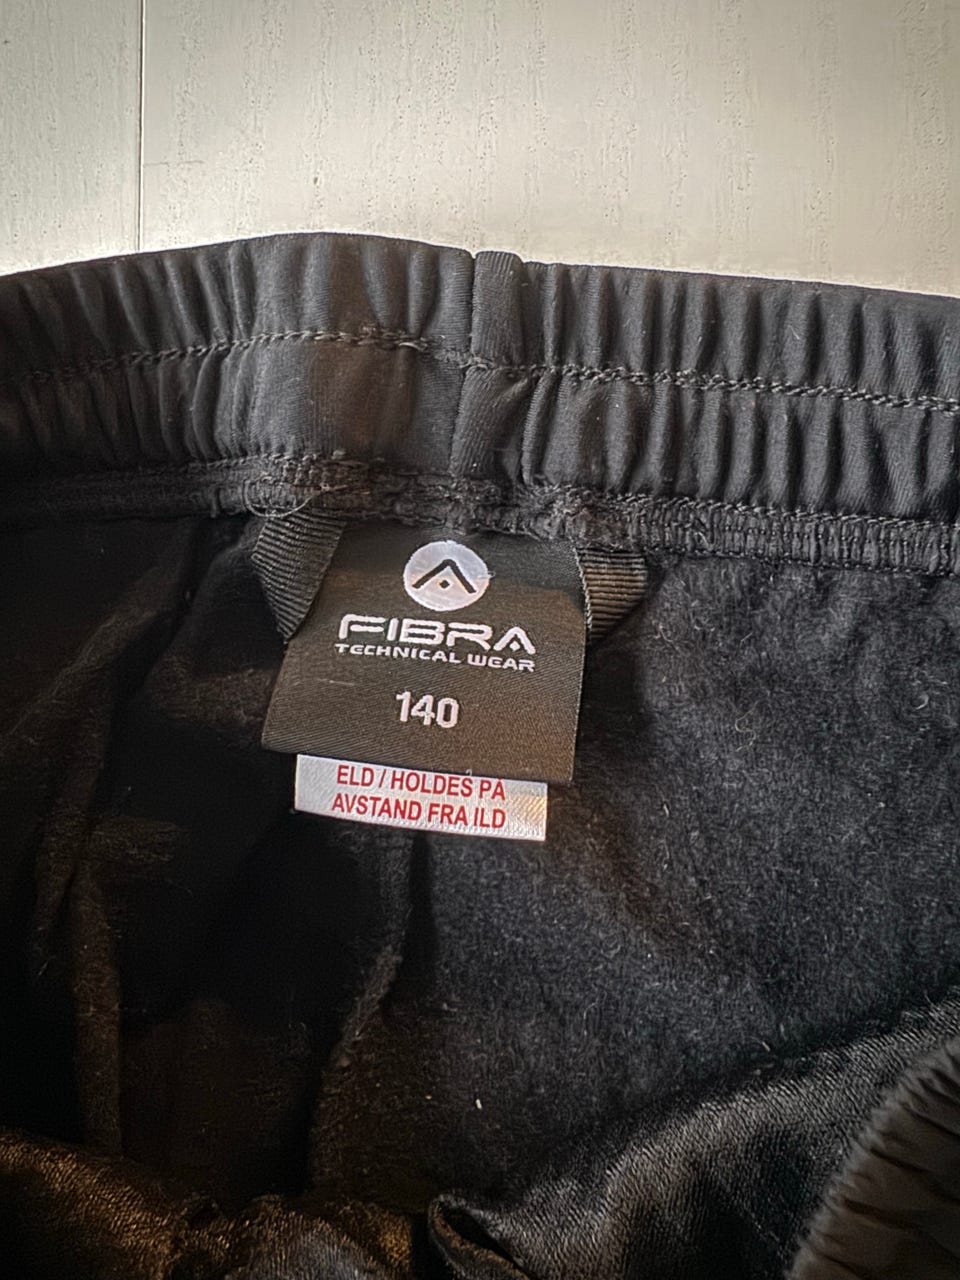 FIBRA
TECHNICAL WEAR
140
ELD / HOLDES PA
AVSTAND FRA ILD